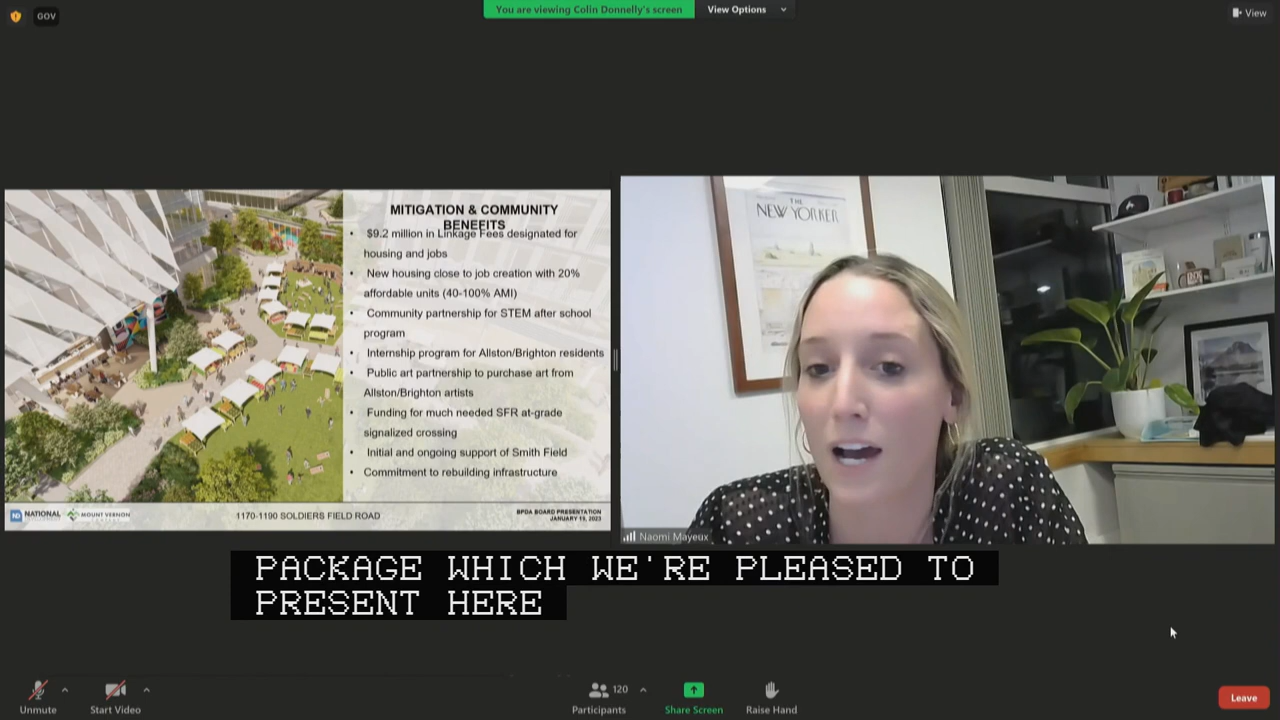 GOV
You are viewing Colin Donnelly's screen
View Options
View
MITIGATION & COMMUNITY
BENEFITS
• $9.2 million in Linkage Fees designated for
housing and jobs
• New housing close to job creation with 20%
affordable units (40-100% AMI)
• Community partnership for STEM after school
program
• Internship program for Allston/Brighton residents
• Public art partnership to purchase art from
Allston/Brighton artists
• Funding for much needed SFR at-grade
signalized crossing
• Initial and ongoing support of Smith Field
• Commitment to rebuilding infrastructure
ND NATIONAL
MOUNT VERNON
1170-1190 SOLDIERS FIELD ROAD
BPDA BOARD PRESENTATION
JANUARY 19, 2023
THE
NEW YORKER
Naomi Mayeux
PACKAGE WHICH WE'RE PLEASED TO
PRESENT HERE
Unmute
Start Video
120
Participants
Share Screen
Raise Hand
Leave